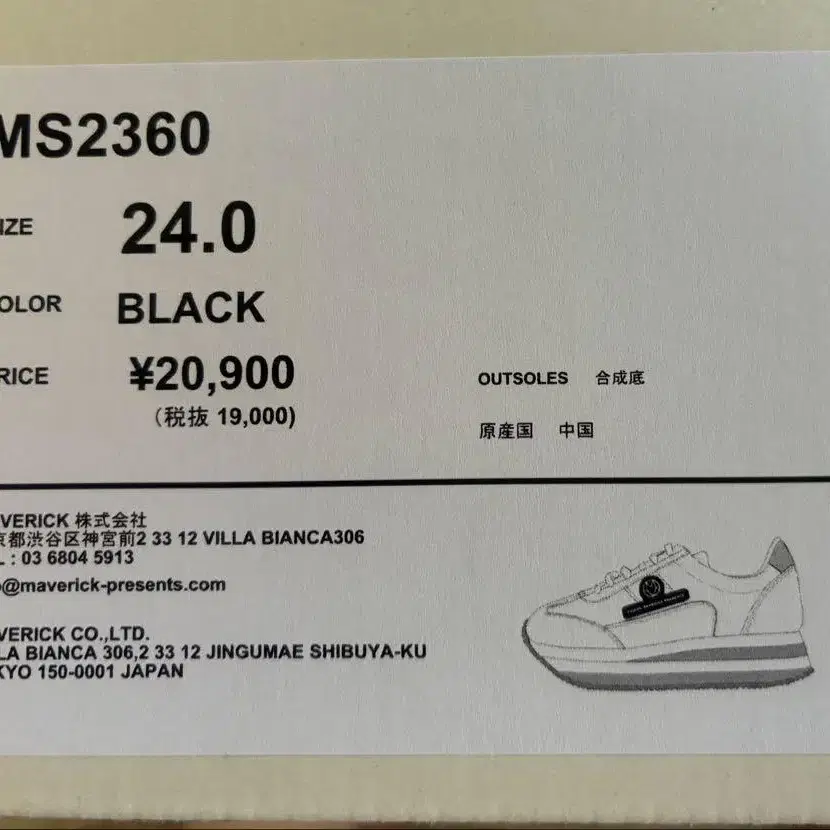 MS2360
IZE 24.0
OLOR BLACK
RICE ¥20,900
(税抜 19,000)
OUTSOLES 合成底
原産国 中国
VERICK 株式会社
京都渋谷区神宮前2 33 12 VILLA BIANCA306
L : 03 6804 5913
@maverick-presents.com
VERICK CO.,LTD.
LA BIANCA 306,2 33 12 JINGUMAE SHIBUYA-KU
KYO 150-0001 JAPAN